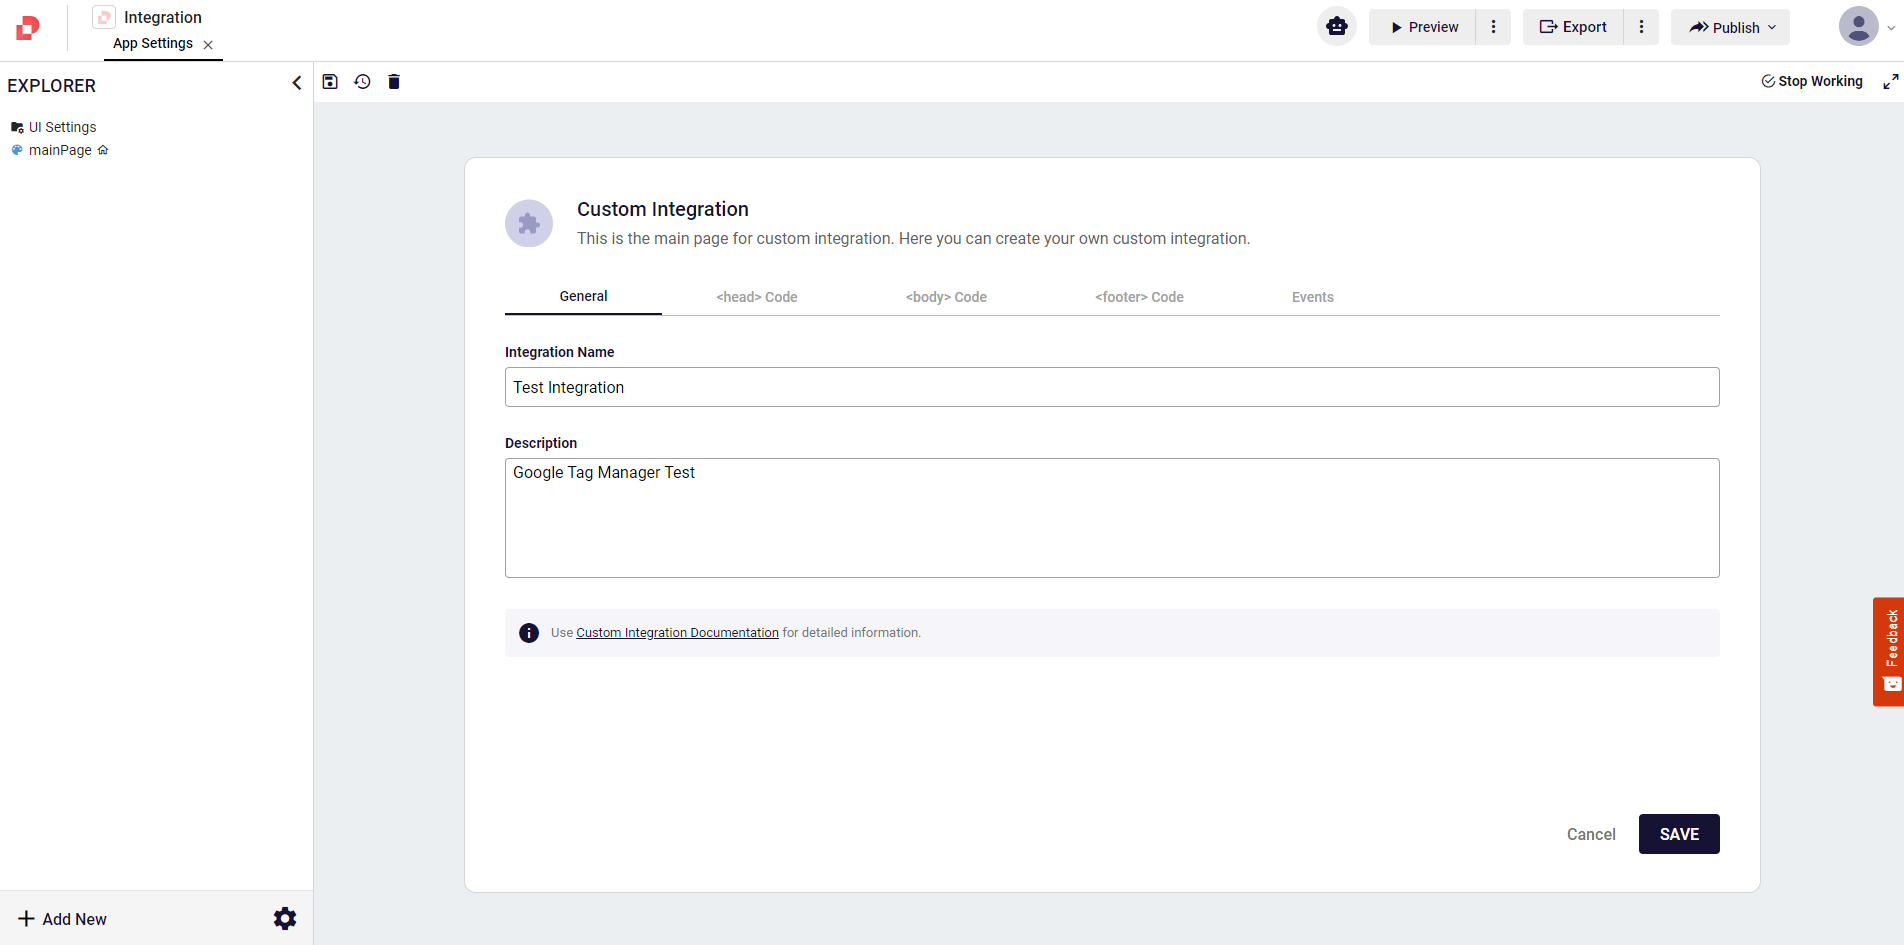 Integration
App Settings
Preview
Export
Publish
EXPLORER
Stop Working
UI Settings
mainPage
Custom Integration
This is the main page for custom integration. Here you can create your own custom integration.
General
<head> Code
<body> Code
<footer> Code
Events
Integration Name
Test Integration
Description
Google Tag Manager Test
Use Custom Integration Documentation for detailed information.
Feedback
Cancel
SAVE
Add New